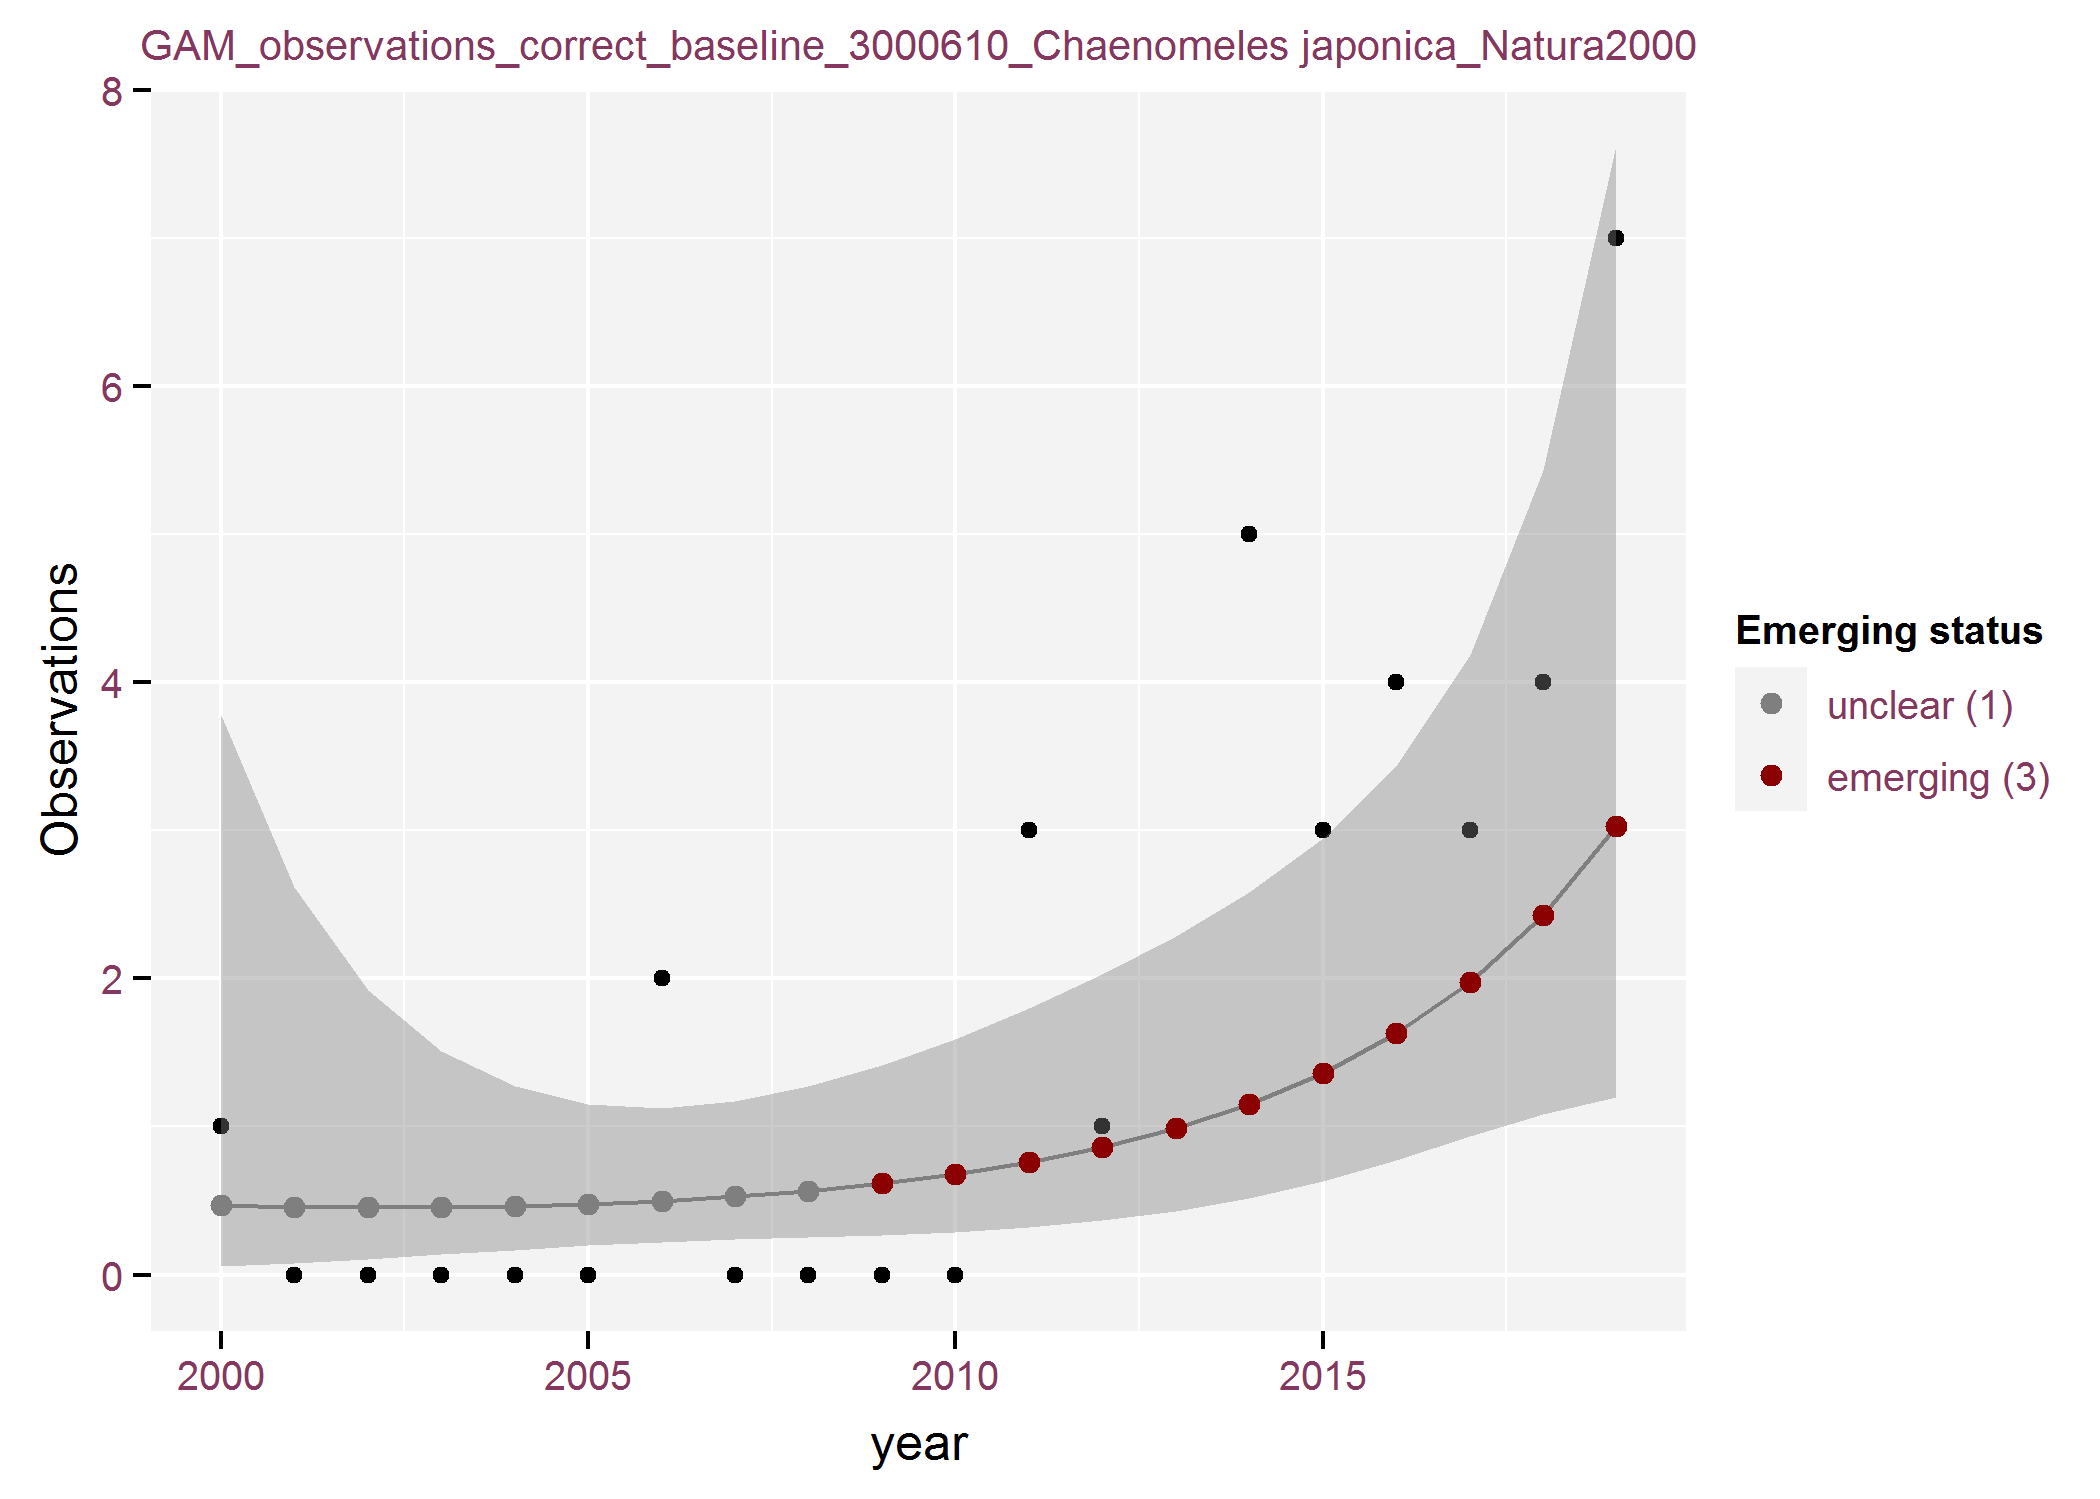 GAM_observations_correct_baseline_3000610_Chaenomeles japonica_Natura2000
8
6
4
2
0
Observations
2000 2005 2010 2015
year
Emerging status
unclear (1)
emerging (3)